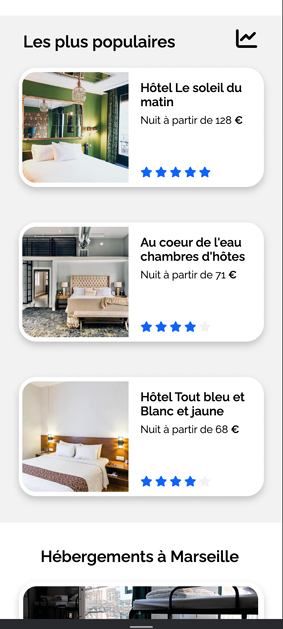 Les plus populaires
Hôtel Le soleil du
matin
Nuit à partir de 128 €
Au coeur de l'eau
chambres d'hôtes
Nuit à partir de 71 €
Hôtel Tout bleu et
Blanc et jaune
Nuit à partir de 68 €
Hébergements à Marseille